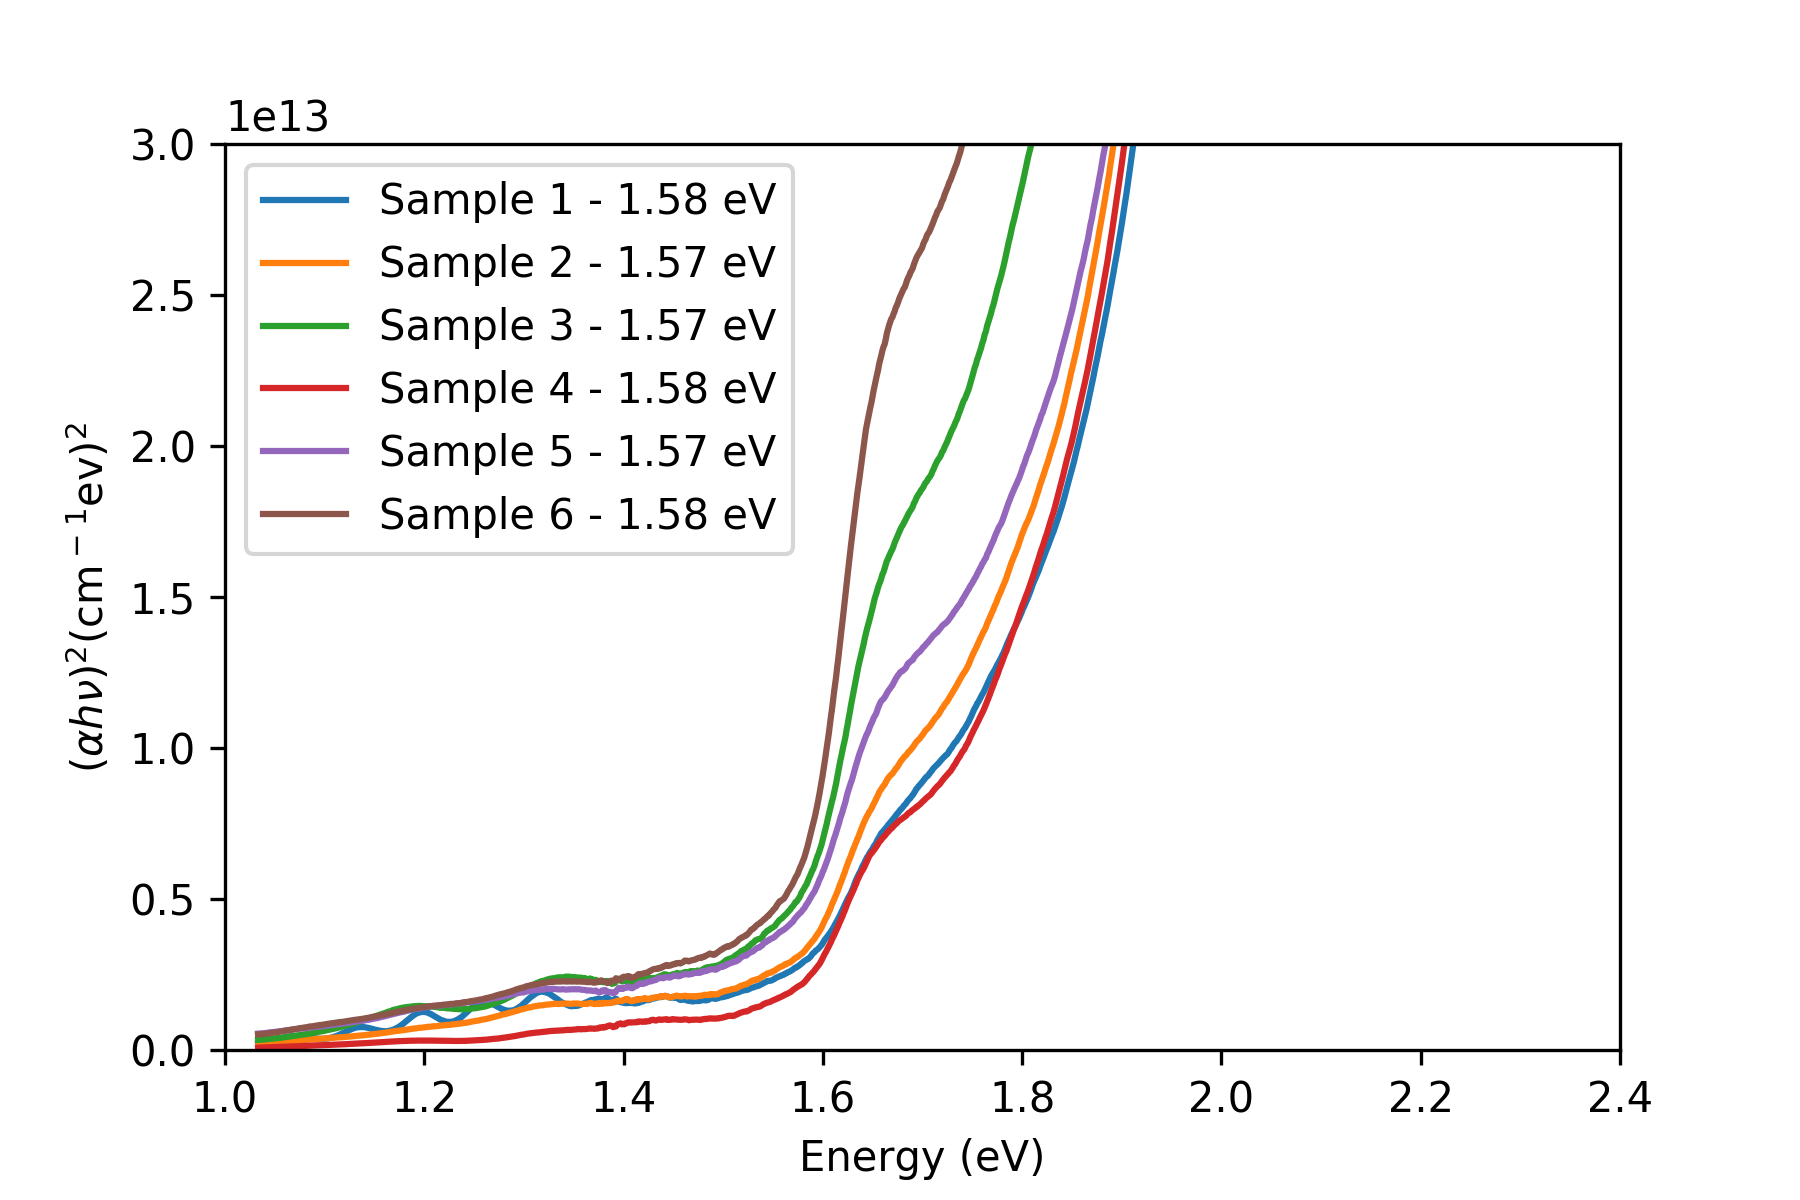 1e13
3.0
2.5
2.0
1.5
1.0
0.5
0.0
(αhν)²(cm⁻¹ev)²
Sample 1 - 1.58 eV
Sample 2 - 1.57 eV
Sample 3 - 1.57 eV
Sample 4 - 1.58 eV
Sample 5 - 1.57 eV
Sample 6 - 1.58 eV
1.0 1.2 1.4 1.6 1.8 2.0 2.2 2.4
Energy (eV)